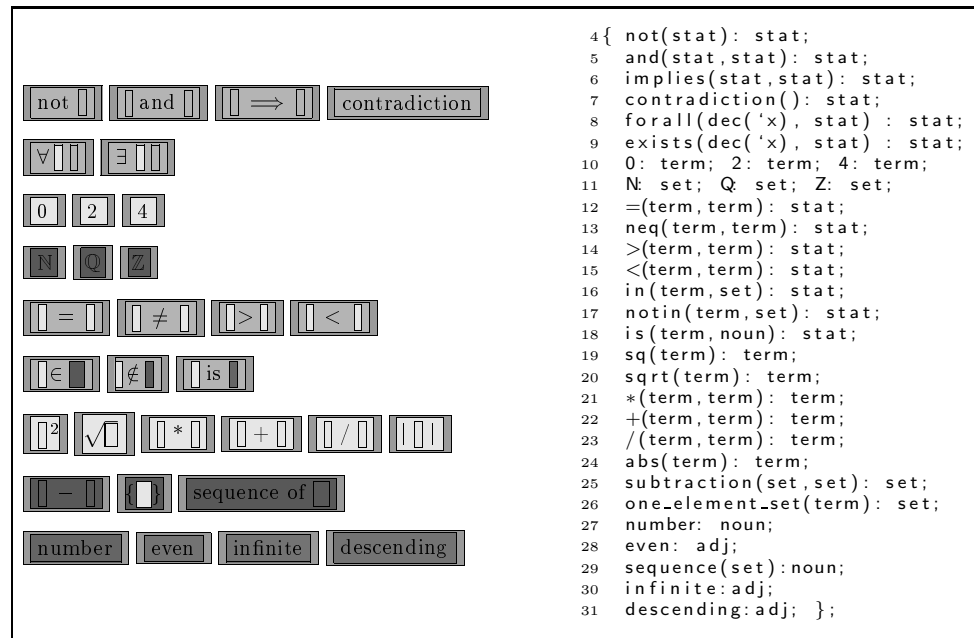 not [] [] and [] [] ⟹ [] contradiction
∀ [] [] ∃ [] []
0 2 4
ℕ ℚ ℤ
[] = [] [] ≠ [] [] > [] [] < []
[] ∈ [] [] ∉ [] [] is []
[]² √[] [] * [] [] + [] [] / [] | [] |
[] − [] {[]} sequence of []
number even infinite descending
4 { not(stat): stat;
5 and(stat,stat): stat;
6 implies(stat,stat): stat;
7 contradiction(): stat;
8 forall(dec(‘x), stat) : stat;
9 exists(dec(‘x), stat) : stat;
10 0: term; 2: term; 4: term;
11 N: set; Q: set; Z: set;
12 =(term,term): stat;
13 neq(term,term): stat;
14 >(term,term): stat;
15 <(term,term): stat;
16 in(term,set): stat;
17 notin(term,set): stat;
18 is(term,noun): stat;
19 sq(term): term;
20 sqrt(term): term;
21 *(term,term): term;
22 +(term,term): term;
23 /(term,term): term;
24 abs(term): term;
25 subtraction(set,set): set;
26 one_element_set(term): set;
27 number: noun;
28 even: adj;
29 sequence(set):noun;
30 infinite:adj;
31 descending:adj; };